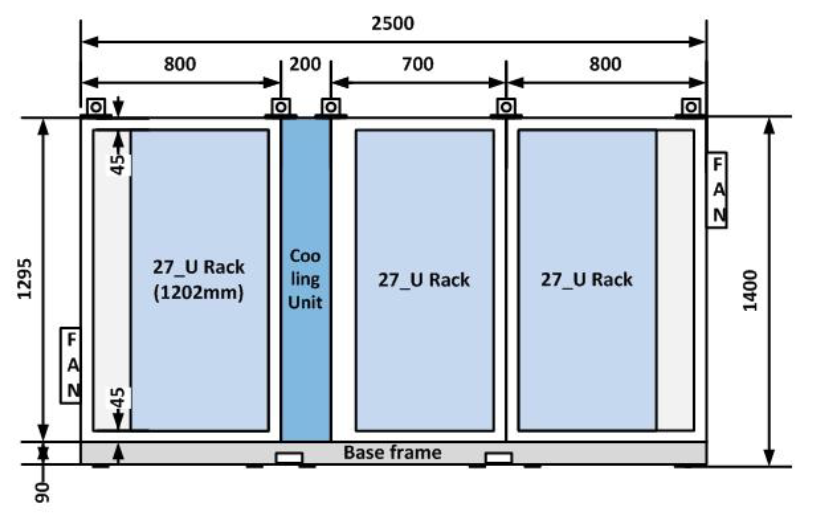 2500
800
200
700
800
45
F
A
N
1295
27_U Rack
(1202mm)
Coo
ling
Unit
27_U Rack
27_U Rack
1400
F
A
N
45
Base frame
90